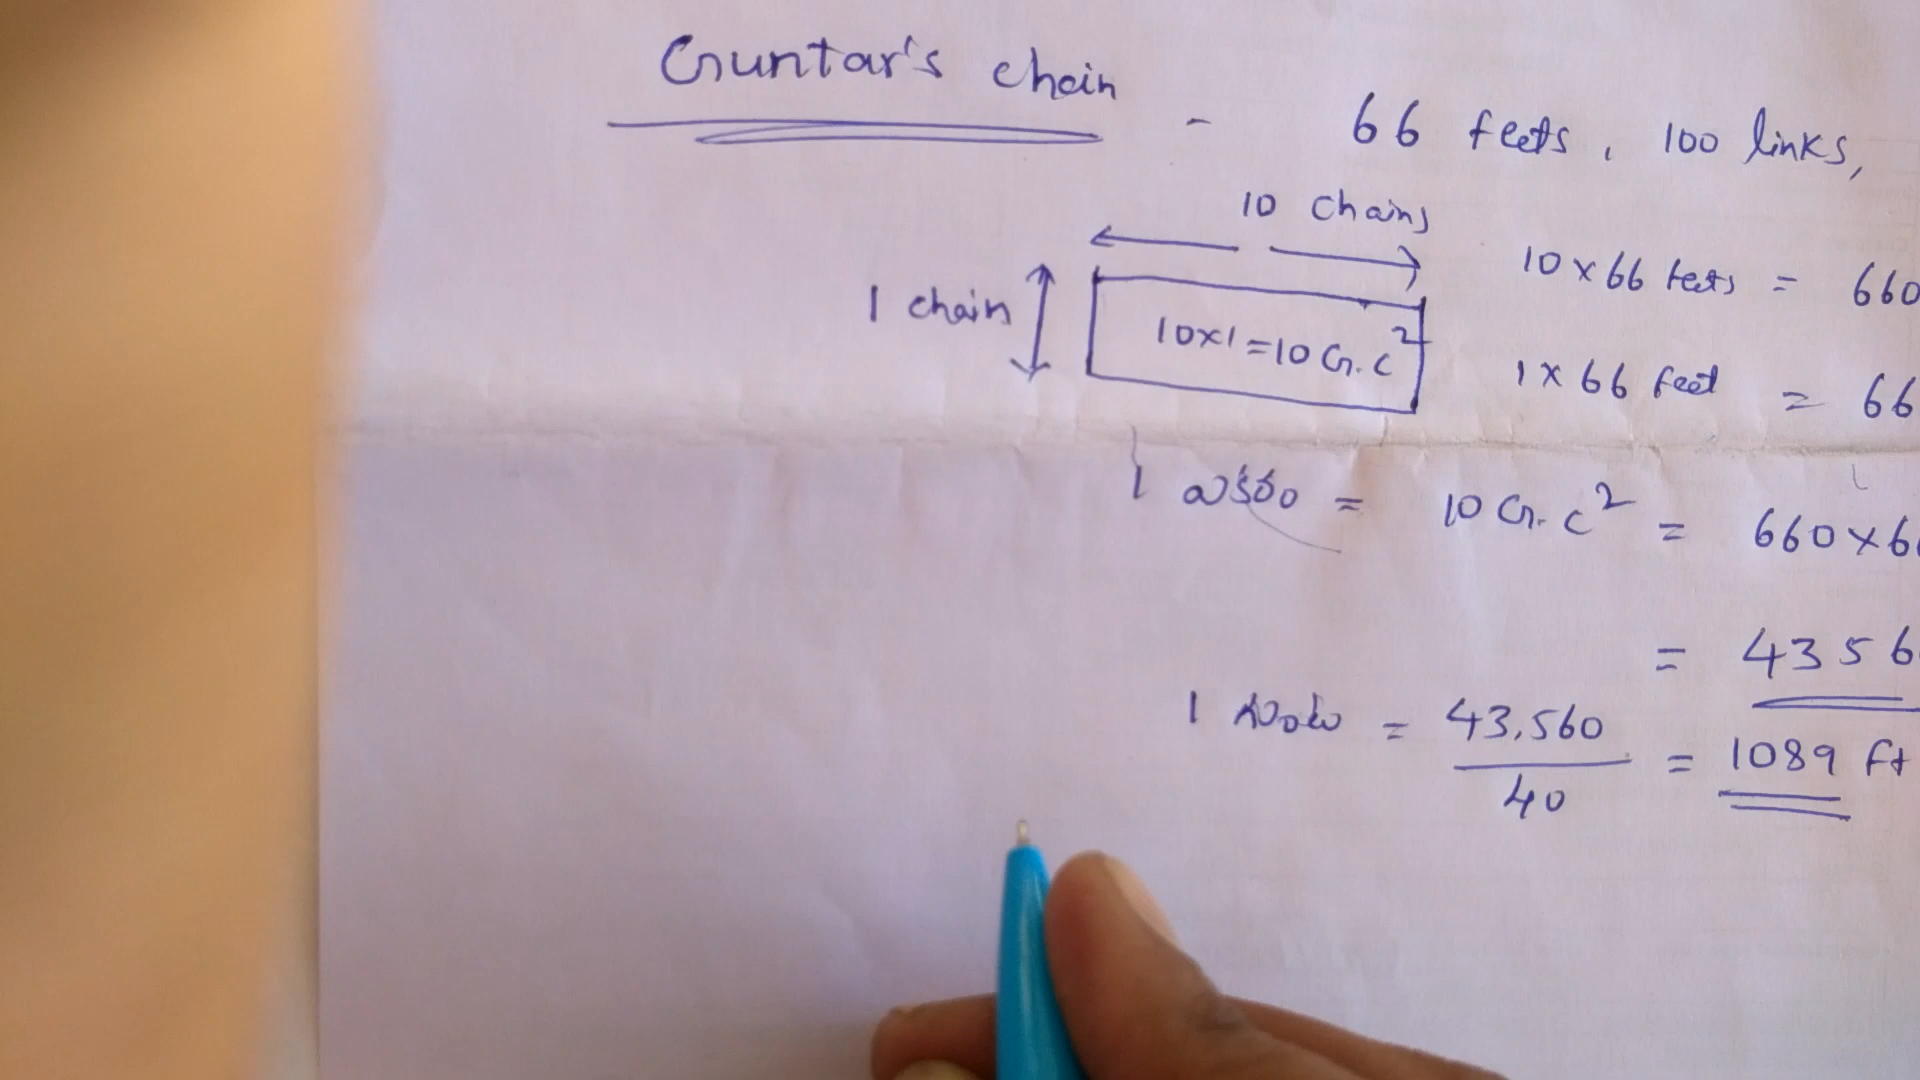 Guntar's chain - 66 feets, 100 links,
10 chains
10 x 66 feets = 660
1 chain
10x1=10 G.C²
1 x 66 feet = 66
1 ఎకరం = 10 G.C² = 660x6
= 4356
1 గుంట = 43,560 / 40 = 1089 ft